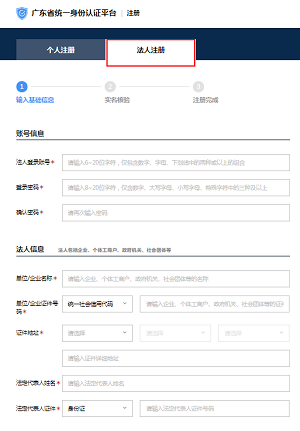 广东省统一身份认证平台 | 注册
个人注册 法人注册
1 2 3
输入基础信息 实名核验 注册完成
账号信息
法人登录账号* 请输入6~20位字符，仅包含数字、字母、下划线中的两种或以上的组合
登录密码* 请输入8~20位字符，仅含数字、大写字母、小写字母、特殊字符中的三种及以上
确认密码* 请再次输入密码
法人信息 法人包括企业、个体工商户、政府机关、社会团体等
单位/企业名称* 请输入企业、个体工商户、政府机关、社会团体等的名称
单位/企业证件号码* 统一社会信用代码 请输入企业、个体工商户、政府机关、社会团体等的证
证件地址* 请选择 请选择 请选择
请输入证件详细地址
法定代表人姓名* 请输入法定代表人姓名
法定代表人证件* 身份证 请输入法定代表人证件号码